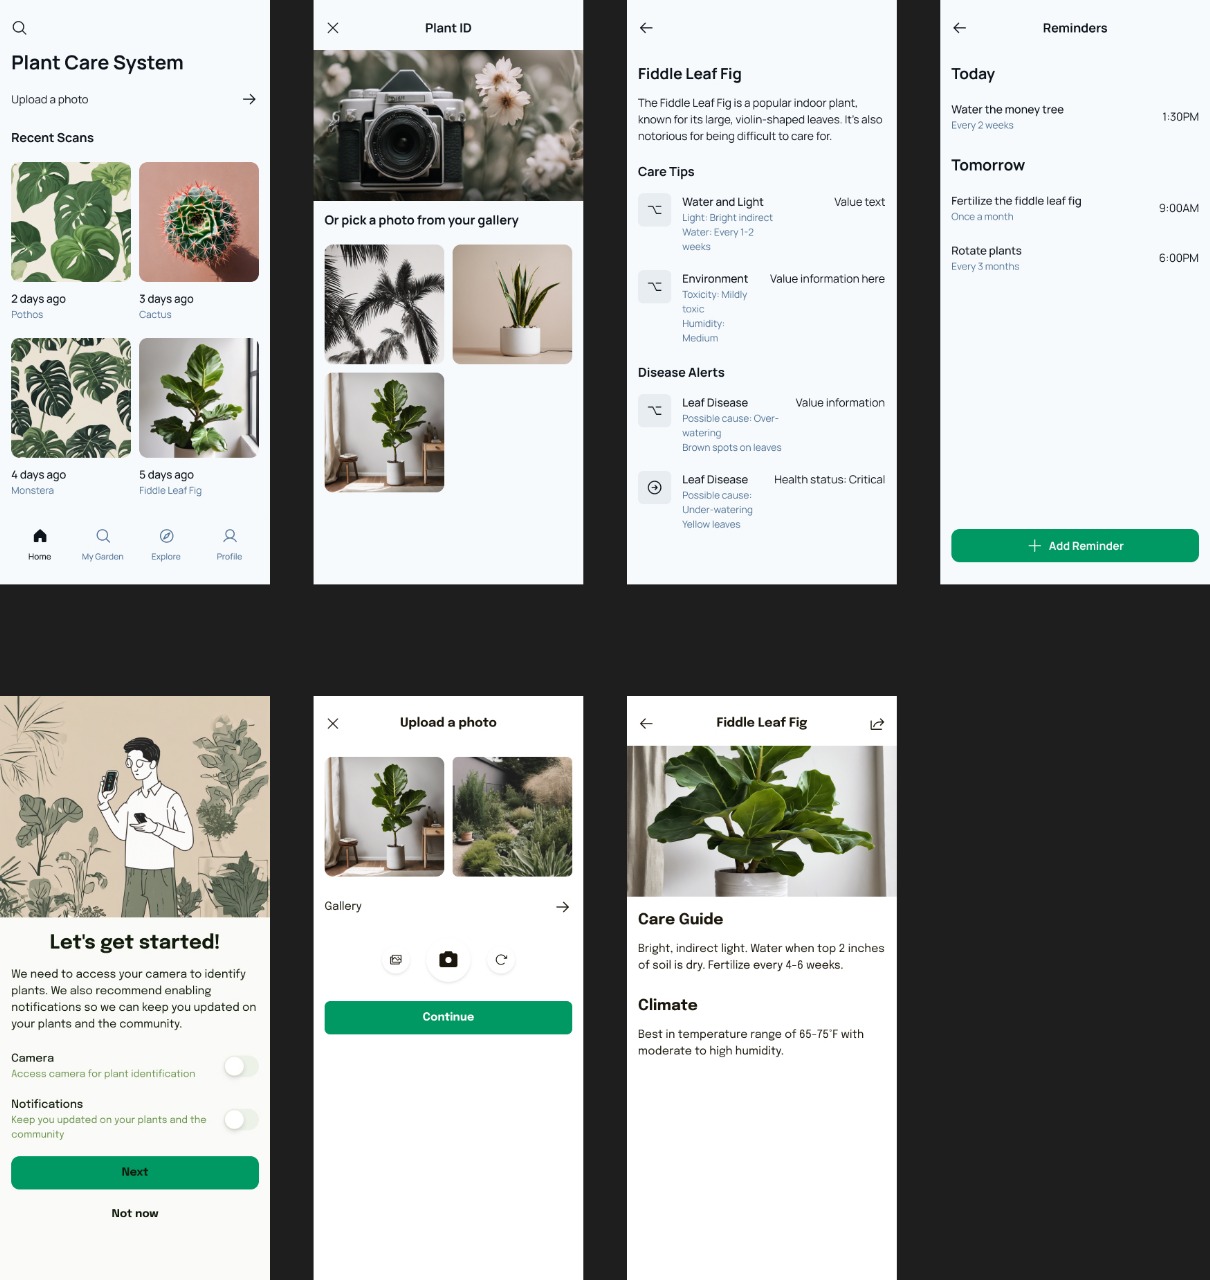 Plant Care System
Upload a photo
Recent Scans
2 days ago
Pothos
3 days ago
Cactus
4 days ago
Monstera
5 days ago
Fiddle Leaf Fig
Home
My Garden
Explore
Profile
Plant ID
Or pick a photo from your gallery
Fiddle Leaf Fig
The Fiddle Leaf Fig is a popular indoor plant,
known for its large, violin-shaped leaves. It's also
notorious for being difficult to care for.
Care Tips
Water and Light
Value text
Light: Bright indirect
Water: Every 1-2
weeks
Environment
Value information here
Toxicity: Mildly
toxic
Humidity:
Medium
Disease Alerts
Leaf Disease
Value information
Possible cause: Over-
watering
Brown spots on leaves
Leaf Disease
Health status: Critical
Possible cause:
Under-watering
Yellow leaves
Reminders
Today
Water the money tree
Every 2 weeks
1:30PM
Tomorrow
Fertilize the fiddle leaf fig
Once a month
9:00AM
Rotate plants
Every 3 months
6:00PM
Add Reminder
Let's get started!
We need to access your camera to identify
plants. We also recommend enabling
notifications so we can keep you updated on
your plants and the community.
Camera
Access camera for plant identification
Notifications
Keep you updated on your plants and the
community
Next
Not now
Upload a photo
Gallery
Continue
Fiddle Leaf Fig
Care Guide
Bright, indirect light. Water when top 2 inches
of soil is dry. Fertilize every 4-6 weeks.
Climate
Best in temperature range of 65-75°F with
moderate to high humidity.